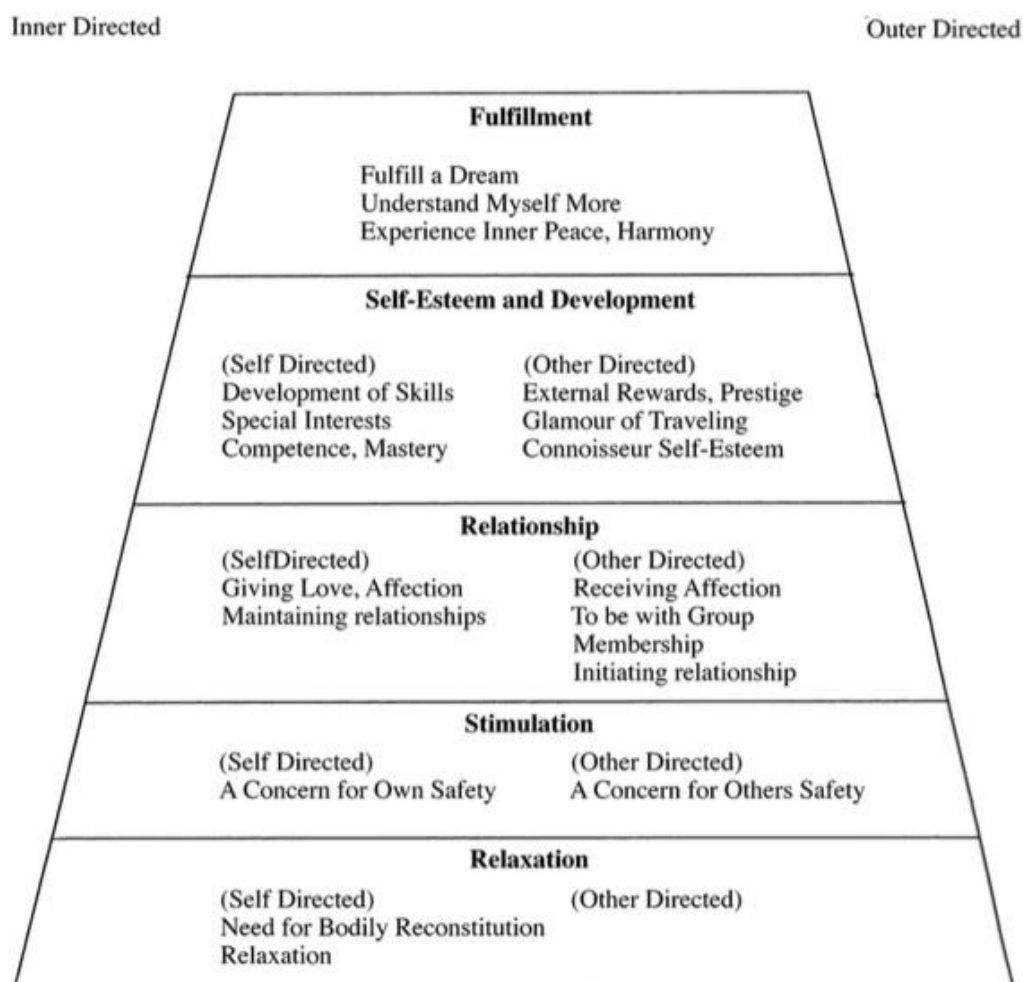 Inner Directed
Outer Directed
Fulfillment
Fulfill a Dream
Understand Myself More
Experience Inner Peace, Harmony
Self-Esteem and Development
(Self Directed)
Development of Skills
Special Interests
Competence, Mastery
(Other Directed)
External Rewards, Prestige
Glamour of Traveling
Connoisseur Self-Esteem
Relationship
(SelfDirected)
Giving Love, Affection
Maintaining relationships
(Other Directed)
Receiving Affection
To be with Group
Membership
Initiating relationship
Stimulation
(Self Directed)
A Concern for Own Safety
(Other Directed)
A Concern for Others Safety
Relaxation
(Self Directed)
Need for Bodily Reconstitution
Relaxation
(Other Directed)